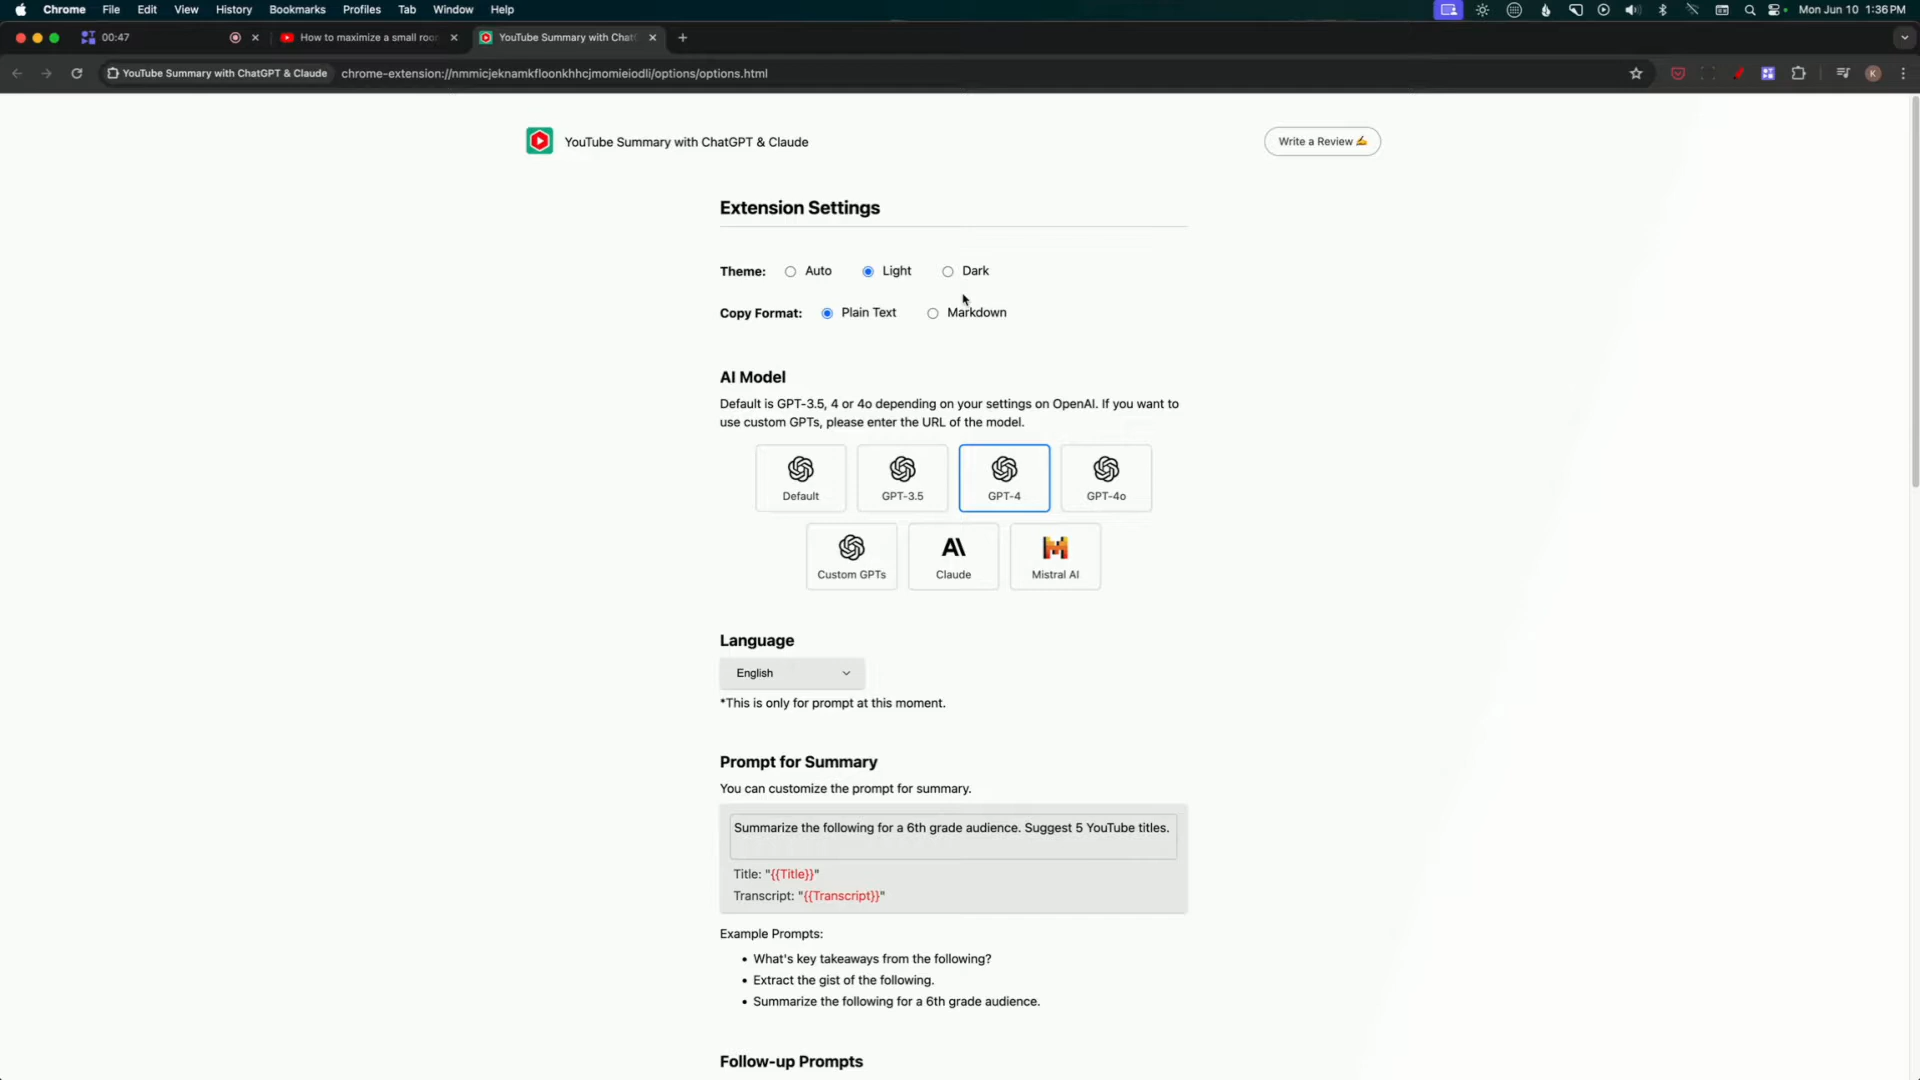 Chrome File Edit View History Bookmarks Profiles Tab Window Help Mon Jun 10 1:36 PM
00:47 How to maximize a small roo YouTube Summary with Chat
YouTube Summary with ChatGPT & Claude chrome-extension://nmmicjeknamkfloonkhhcjmomieiodli/options/options.html K
YouTube Summary with ChatGPT & Claude Write a Review ✍️
Extension Settings
Theme: Auto Light Dark
Copy Format: Plain Text Markdown
AI Model
Default is GPT-3.5, 4 or 4o depending on your settings on OpenAI. If you want to
use custom GPTs, please enter the URL of the model.
Default GPT-3.5 GPT-4 GPT-4o
Custom GPTs Claude Mistral AI
Language
English
*This is only for prompt at this moment.
Prompt for Summary
You can customize the prompt for summary.
Summarize the following for a 6th grade audience. Suggest 5 YouTube titles.
Title: "{{Title}}"
Transcript: "{{Transcript}}"
Example Prompts:
• What's key takeaways from the following?
• Extract the gist of the following.
• Summarize the following for a 6th grade audience.
Follow-up Prompts